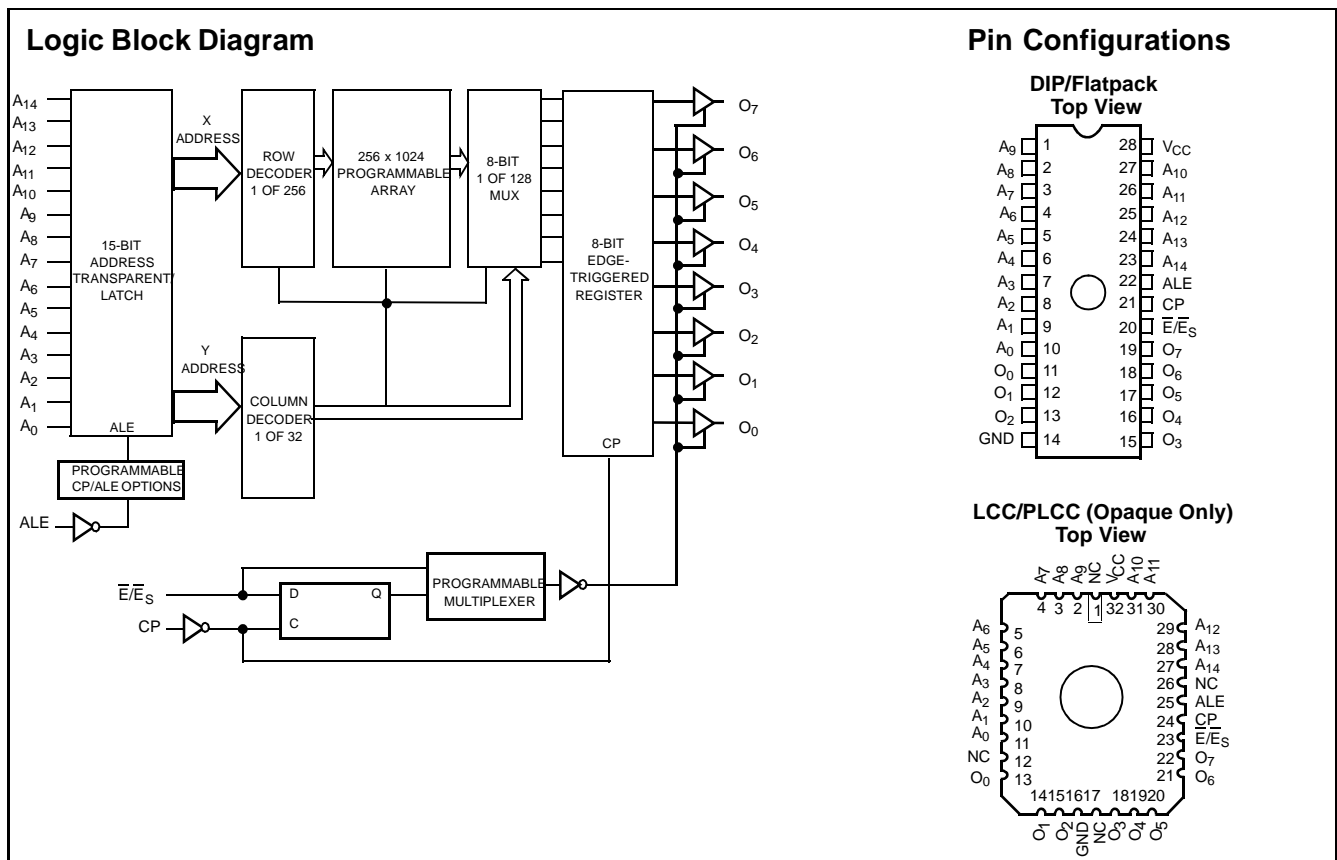 Logic Block Diagram
Pin Configurations
A14
A13
A12
A11
A10
A9
A8
A7
A6
A5
A4
A3
A2
A1
A0
15-BIT
ADDRESS
TRANSPARENT/
LATCH
ALE
PROGRAMMABLE
CP/ALE OPTIONS
ALE
X
ADDRESS
Y
ADDRESS
ROW
DECODER
1 OF 256
256 x 1024
PROGRAMMABLE
ARRAY
8-BIT
1 OF 128
MUX
COLUMN
DECODER
1 OF 32
8-BIT
EDGE-
TRIGGERED
REGISTER
CP
O7
O6
O5
O4
O3
O2
O1
O0
E̅/E̅S
CP
D
Q
C
PROGRAMMABLE
MULTIPLEXER
DIP/Flatpack
Top View
A9 1 28 VCC
A8 2 27 A10
A7 3 26 A11
A6 4 25 A12
A5 5 24 A13
A4 6 23 A14
A3 7 22 ALE
A2 8 21 CP
A1 9 20 E̅/E̅S
A0 10 19 O7
O0 11 18 O6
O1 12 17 O5
O2 13 16 O4
GND 14 15 O3
LCC/PLCC (Opaque Only)
Top View
A7 A8 A9 NC VCC A10 A11
4 3 2 1 32 31 30
A6 5 29 A12
A5 6 28 A13
A4 7 27 A14
A3 8 26 NC
A2 9 25 ALE
A1 10 24 CP
A0 11 23 E̅/E̅S
NC 12 22 O7
O0 13 21 O6
14 15 16 17 18 19 20
O1 O2 GND NC O3 O4 O5